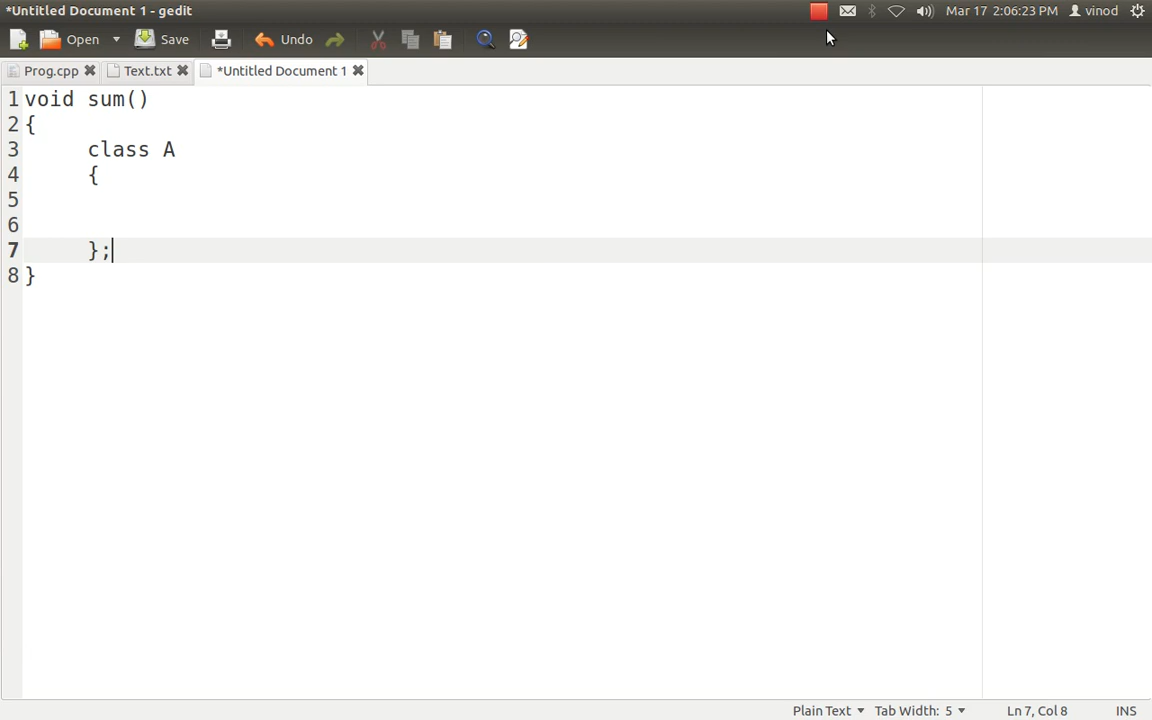 *Untitled Document 1 - gedit
Mar 17 2:06:23 PM vinod
Open Save Undo
Prog.cpp Text.txt *Untitled Document 1
1 void sum()
2 {
3 class A
4 {
5
6
7 };
8 }
Plain Text Tab Width: 5 Ln 7, Col 8 INS